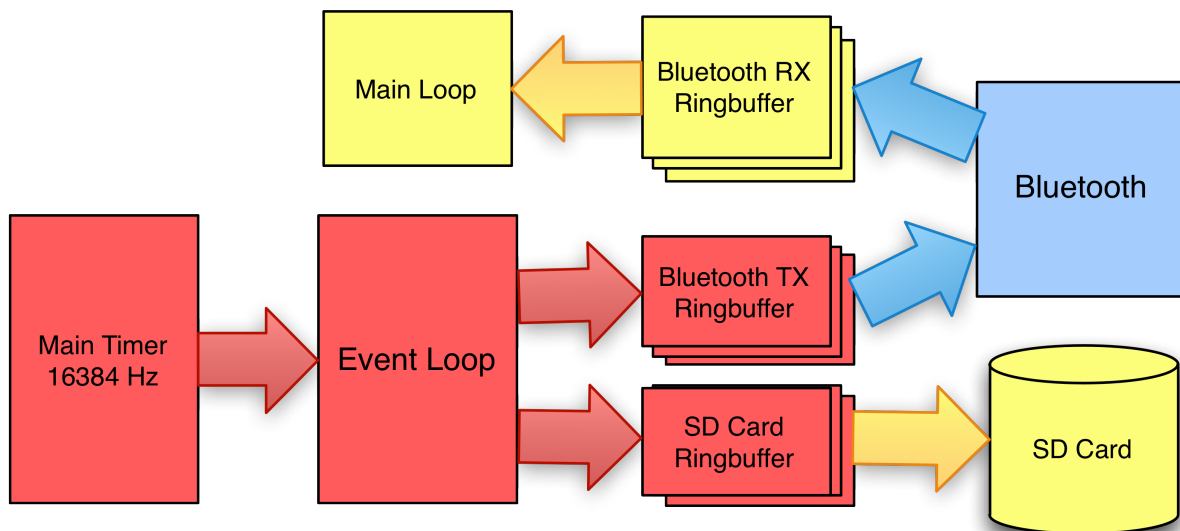 Main Loop
Bluetooth RX
Ringbuffer
Bluetooth
Main Timer
16384 Hz
Event Loop
Bluetooth TX
Ringbuffer
SD Card
Ringbuffer
SD Card